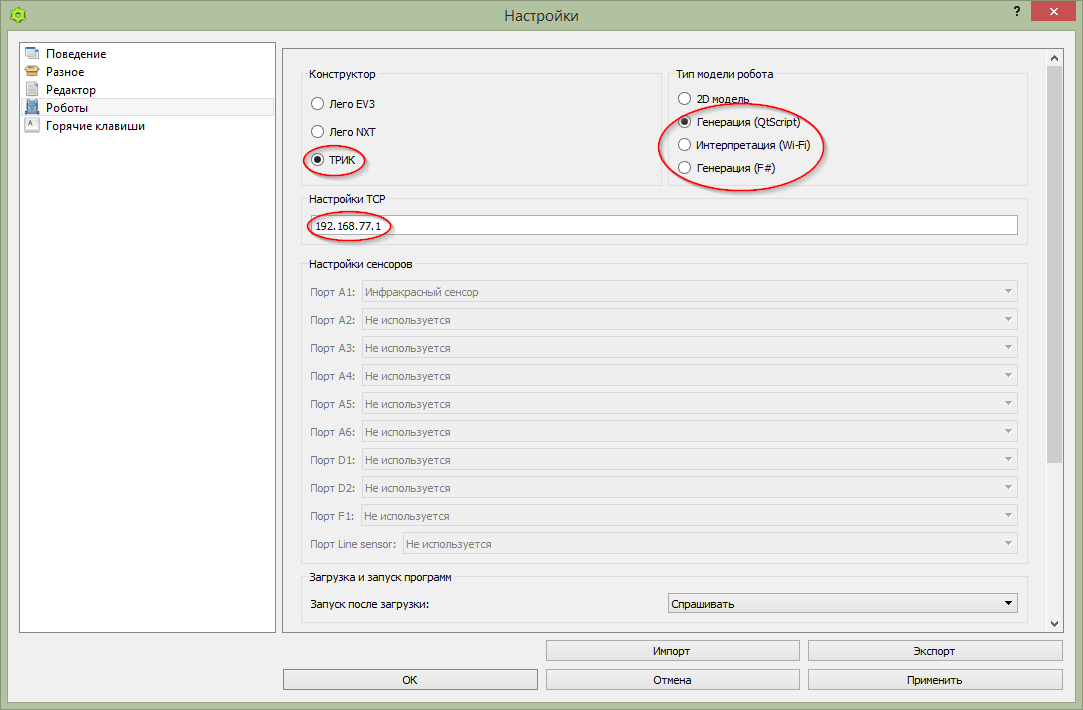 Настройки
?
Поведение
Разное
Редактор
Роботы
Горячие клавиши
Конструктор
Лего EV3
Лего NXT
ТРИК
Тип модели робота
2D модель
Генерация (QtScript)
Интерпретация (Wi-Fi)
Генерация (F#)
Настройки TCP
192.168.77.1
Настройки сенсоров
Порт A1: Инфракрасный сенсор
Порт A2: Не используется
Порт A3: Не используется
Порт A4: Не используется
Порт A5: Не используется
Порт A6: Не используется
Порт D1: Не используется
Порт D2: Не используется
Порт F1: Не используется
Порт Line sensor: Не используется
Загрузка и запуск программ
Запуск после загрузки: Спрашивать
Импорт Экспорт
OK Отмена Применить